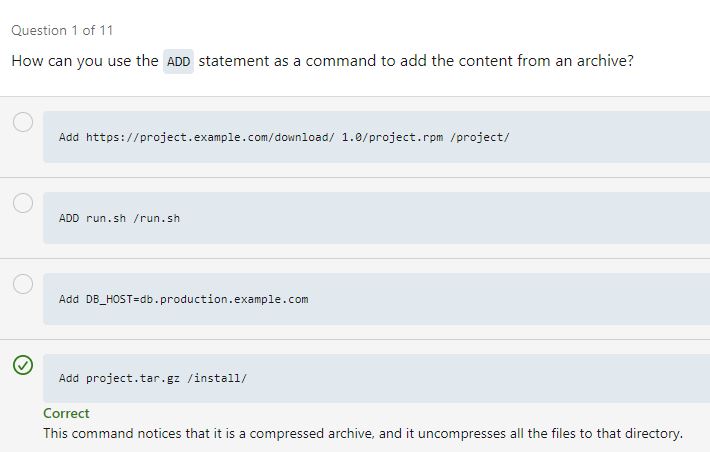 Question 1 of 11
How can you use the ADD statement as a command to add the content from an archive?
Add https://project.example.com/download/ 1.0/project.rpm /project/
ADD run.sh /run.sh
Add DB_HOST=db.production.example.com
Add project.tar.gz /install/
Correct
This command notices that it is a compressed archive, and it uncompresses all the files to that directory.